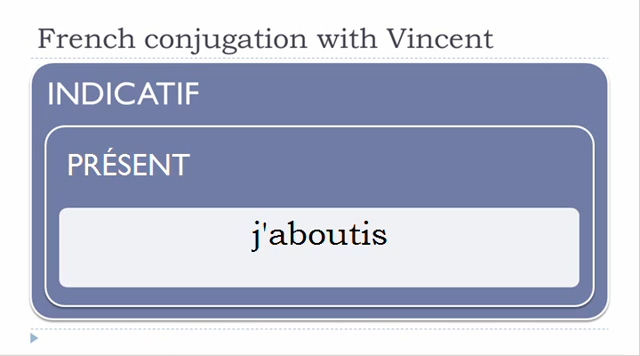 French conjugation with Vincent
INDICATIF
PRÉSENT
j'aboutis